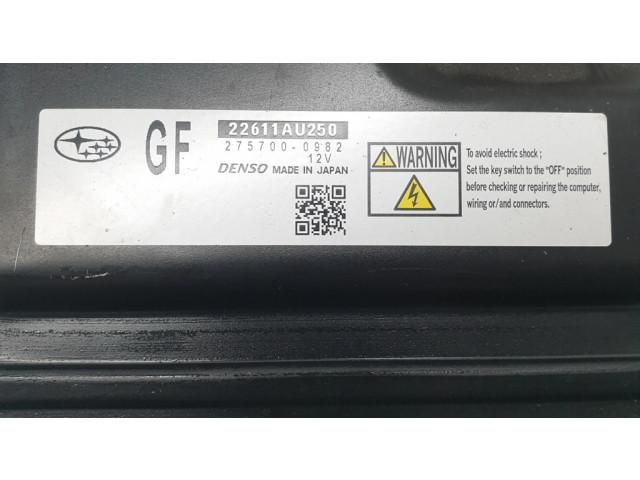 GF
22611AU250
275700-0982
12V
DENSO MADE IN JAPAN
WARNING
To avoid electric shock ;
Set the key switch to the "OFF" position
before checking or repairing the computer,
wiring or/and connectors.